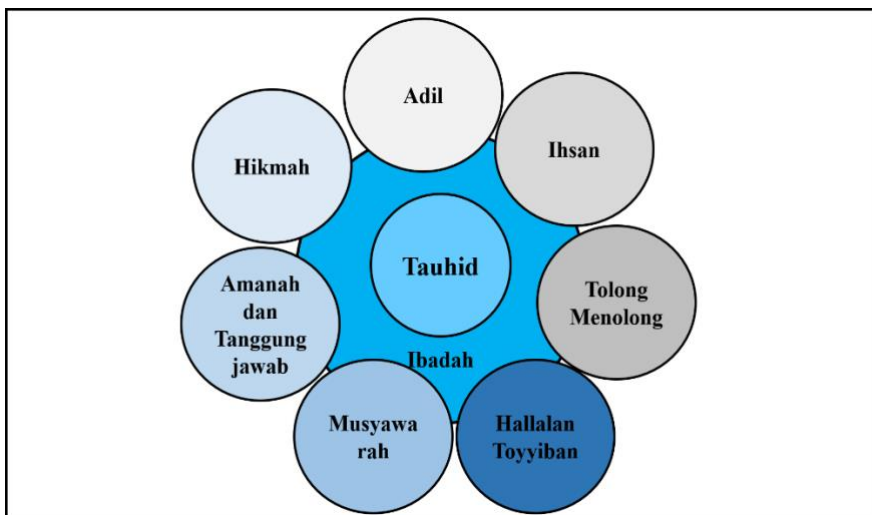 Adil
Ihsan
Hikmah
Tauhid
Tolong
Menolong
Amanah
dan
Tanggung
jawab
Ibadah
Musyawa
rah
Hallalan
Toyyiban